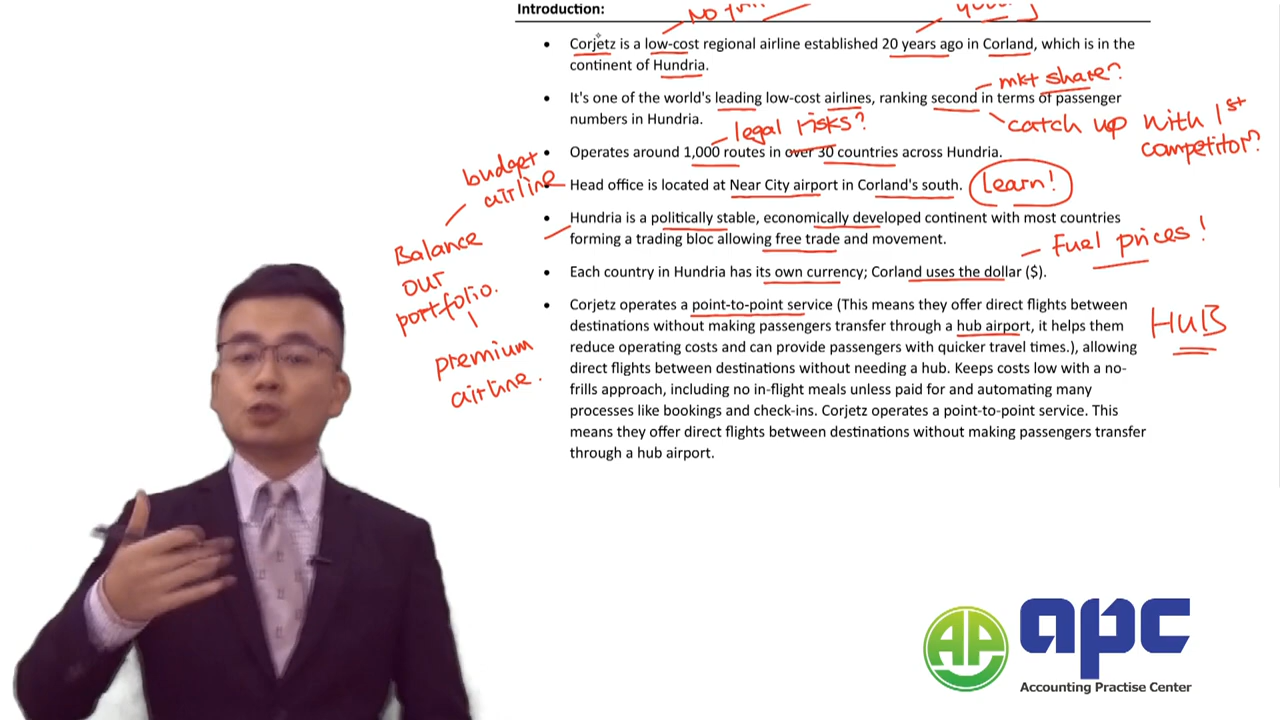 Introduction:
No
Corjetz is a low-cost regional airline established 20 years ago in Corland, which is in the
continent of Hundria.
mkt share?
It's one of the world's leading low-cost airlines, ranking second in terms of passenger
numbers in Hundria.
catch up with 1st
competitor?
legal risks?
Operates around 1,000 routes in over 30 countries across Hundria.
budget
airline
Head office is located at Near City airport in Corland's south.
Learn!
Hundria is a politically stable, economically developed continent with most countries
forming a trading bloc allowing free trade and movement.
Balance
our
portfolio.
premium
airline.
Fuel prices!
Each country in Hundria has its own currency; Corland uses the dollar ($).
Corjetz operates a point-to-point service (This means they offer direct flights between
destinations without making passengers transfer through a hub airport, it helps them
reduce operating costs and can provide passengers with quicker travel times.), allowing
direct flights between destinations without needing a hub. Keeps costs low with a no-
frills approach, including no in-flight meals unless paid for and automating many
processes like bookings and check-ins. Corjetz operates a point-to-point service. This
means they offer direct flights between destinations without making passengers transfer
through a hub airport.
HUB
AP
apc
Accounting Practise Center